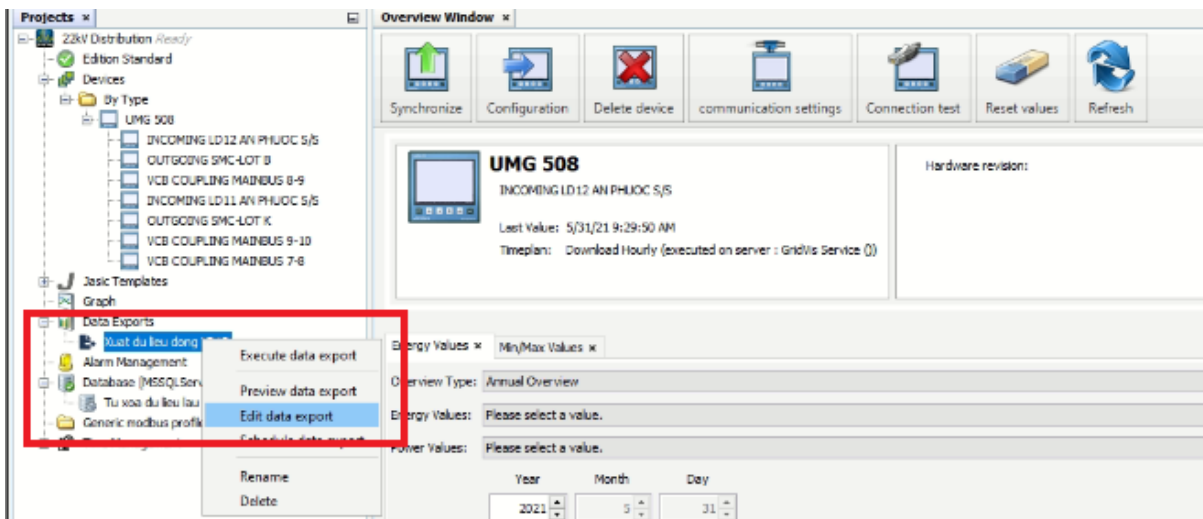 Projects
22kV Distribution Ready
Edition Standard
Devices
By Type
UMG 508
INCOMING LD12 AN PHUOC S/S
OUTGOING SMC-LOT B
VCB COUPLING MAINBUS 8-9
INCOMING LD11 AN PHUOC S/S
OUTGOING SMC-LOT K
VCB COUPLING MAINBUS 9-10
VCB COUPLING MAINBUS 7-8
Jasic Templates
Graph
Data Exports
Xuat du lieu dong
Alarm Management
Database [MSSQLSer
Tu xoa du lieu lau
Generic modbus profil
Execute data export
Preview data export
Edit data export
Schedule data export
Rename
Delete
Overview Window
Synchronize
Configuration
Delete device
communication settings
Connection test
Reset values
Refresh
UMG 508
INCOMING LD12 AN PHUOC S/S
Last Value: 5/31/21 9:29:50 AM
Timeplan: Download Hourly (executed on server : GridVis Service ())
Hardware revision:
Energy Values Min/Max Values
Overview Type: Annual Overview
Energy Values: Please select a value.
Power Values: Please select a value.
Year Month Day
2021 5 31